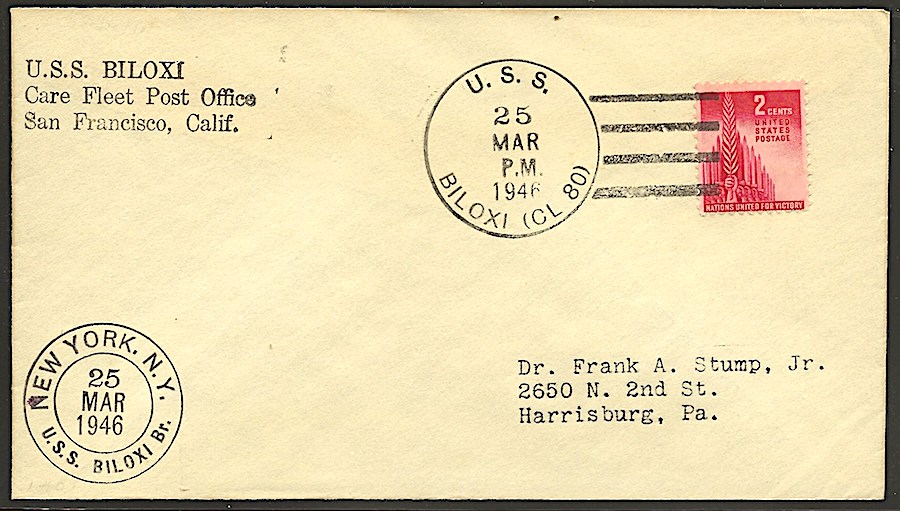 U.S.S. BILOXI
Care Fleet Post Office
San Francisco, Calif.
U. S. S.
25
MAR
P.M.
1946
BILOXI (CL 80)
2 CENTS
UNITED
STATES
POSTAGE
NATIONS UNITED FOR VICTORY
Dr. Frank A. Stump, Jr.
2650 N. 2nd St.
Harrisburg, Pa.
NEW YORK, N.Y.
25
MAR
1946
U.S.S. BILOXI Br.